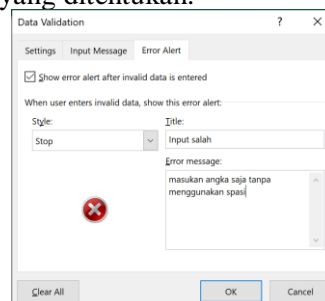 yang ditentukan.
Data Validation ? ×
Settings Input Message Error Alert
Show error alert after invalid data is entered
When user enters invalid data, show this error alert:
Style: Title:
Stop Input salah
Error message:
masukan angka saja tanpa
menggunakan spasi
Clear All OK Cancel